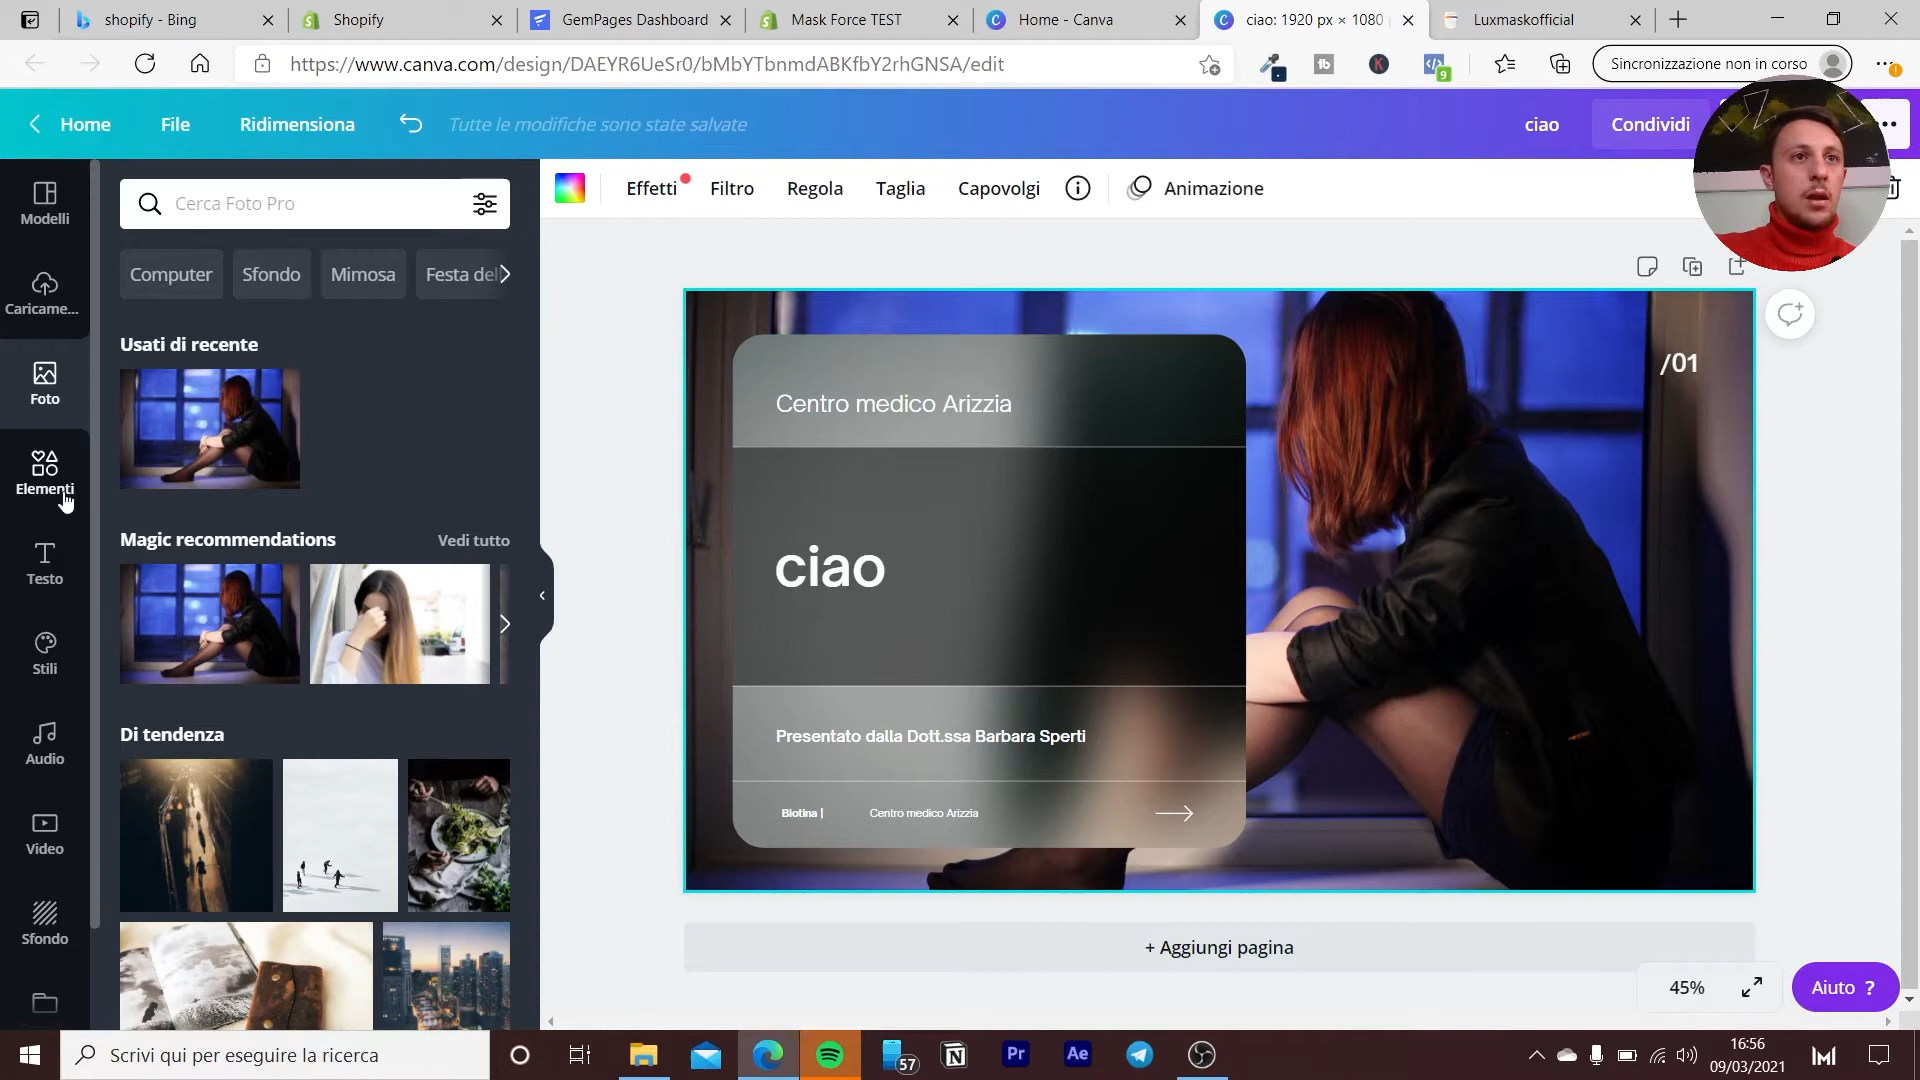 shopify - Bing
Shopify
GemPages Dashboard
Mask Force TEST
Home - Canva
ciao: 1920 px × 1080
Luxmaskofficial
https://www.canva.com/design/DAEYR6UeSr0/bMbYTbnmdABKfbY2rhGNSA/edit
tb
K
9
Sincronizzazione non in corso
Home
File
Ridimensiona
Tutte le modifiche sono state salvate
ciao
Condividi
Modelli
Caricame...
Foto
Elementi
Testo
Stili
Audio
Video
Sfondo
Cerca Foto Pro
Computer
Sfondo
Mimosa
Festa del
Usati di recente
Magic recommendations
Vedi tutto
Di tendenza
Effetti
Filtro
Regola
Taglia
Capovolgi
Animazione
/01
Centro medico Arizzia
ciao
Presentato dalla Dott.ssa Barbara Sperti
Biotina |
Centro medico Arizzia
+ Aggiungi pagina
45%
Aiuto ?
Scrivi qui per eseguire la ricerca
57
Pr
Ae
16:56
09/03/2021